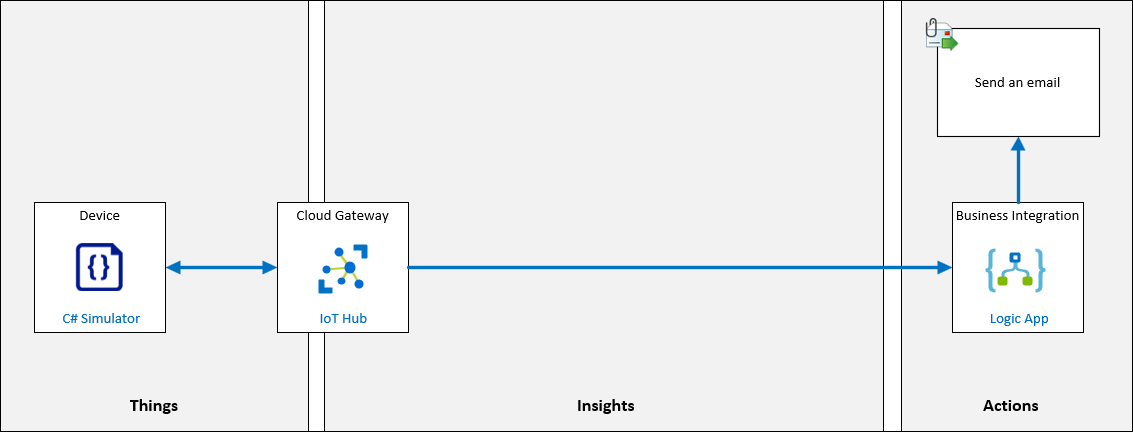 Send an email
Device
C# Simulator
Cloud Gateway
IoT Hub
Business Integration
Logic App
Things
Insights
Actions